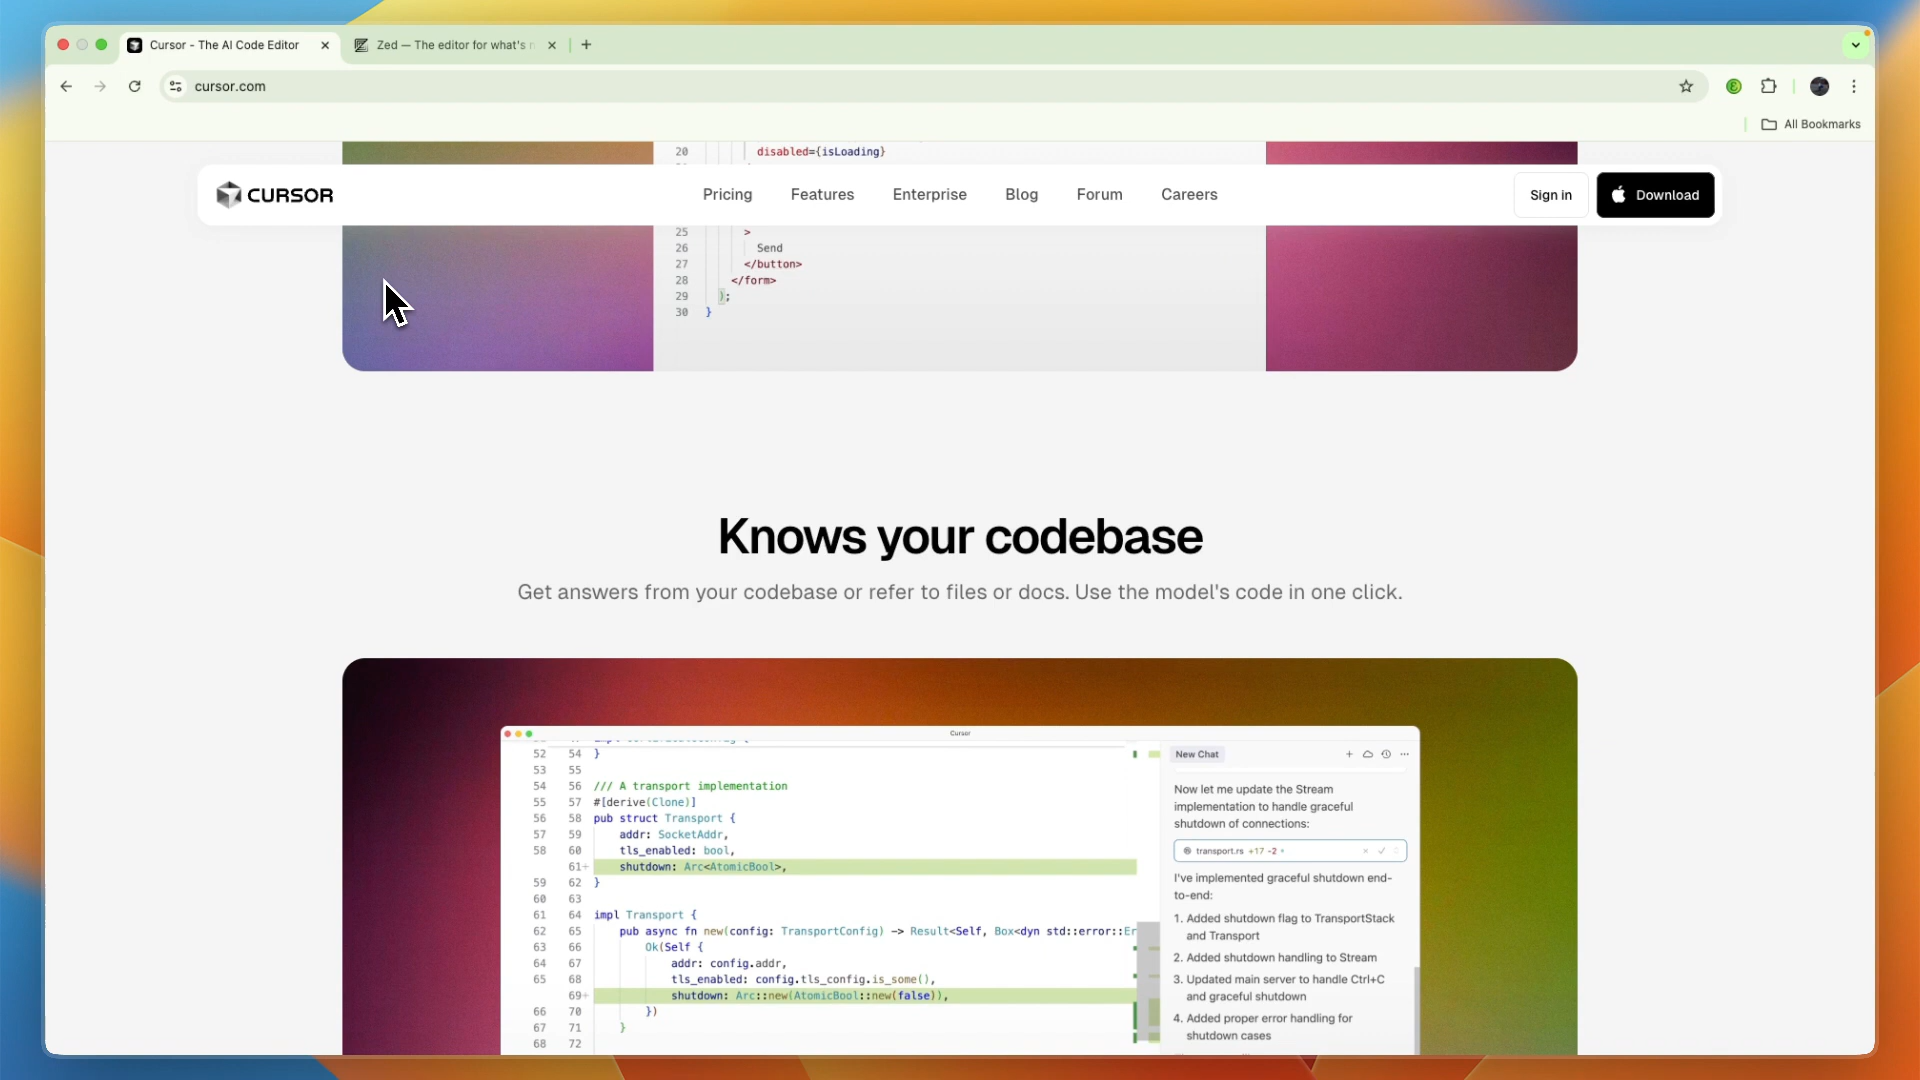 Cursor - The AI Code Editor
Zed — The editor for what's
cursor.com
All Bookmarks
20 disabled={isLoading}
CURSOR
Pricing
Features
Enterprise
Blog
Forum
Careers
Sign in
Download
25 >
26 Send
27 </button>
28 </form>
29 );
30 }
Knows your codebase
Get answers from your codebase or refer to files or docs. Use the model's code in one click.
Cursor
52 54 }
53 55
54 56 /// A transport implementation
55 57 #[derive(Clone)]
56 58 pub struct Transport {
57 59 addr: SocketAddr,
58 60 tls_enabled: bool,
61+ shutdown: Arc<AtomicBool>,
59 62 }
60 63
61 64 impl Transport {
62 65 pub async fn new(config: TransportConfig) -> Result<Self, Box<dyn std::error::Er
63 66 Ok(Self {
64 67 addr: config.addr,
65 68 tls_enabled: config.tls_config.is_some(),
69+ shutdown: Arc::new(AtomicBool::new(false)),
66 70 })
67 71 }
68 72
New Chat
Now let me update the Stream
implementation to handle graceful
shutdown of connections:
transport.rs +17 -2 •
I've implemented graceful shutdown end-
to-end:
1. Added shutdown flag to TransportStack
and Transport
2. Added shutdown handling to Stream
3. Updated main server to handle Ctrl+C
and graceful shutdown
4. Added proper error handling for
shutdown cases